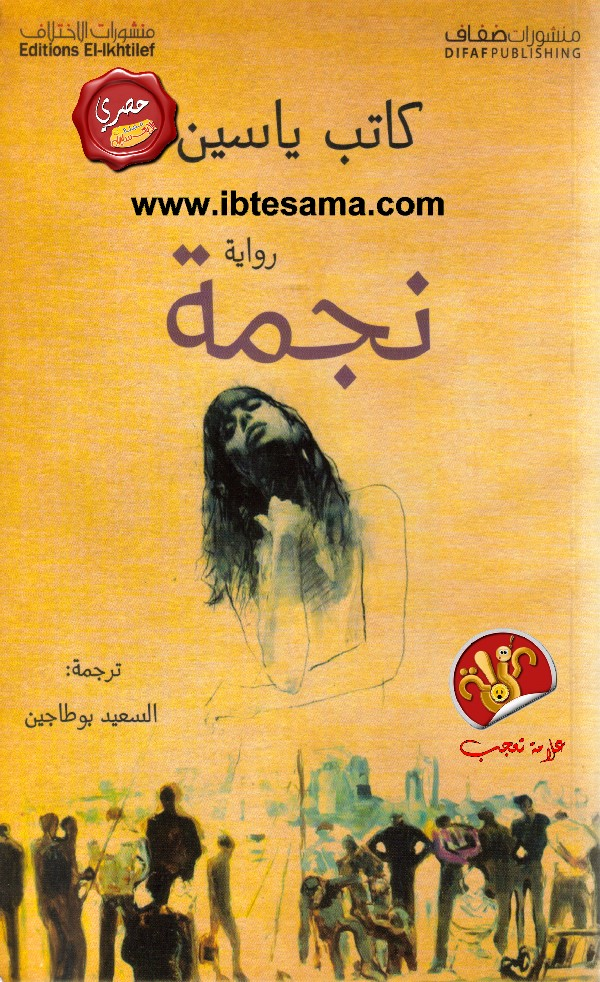 منشورات ضفاف
DIFAF PUBLISHING
منشورات الاختلاف
Editions El-Ikhtilef
حصري
كاتب ياسين
www.ibtesama.com
رواية
نجمة
ترجمة:
السعيد بوطاجين
علامة تعجب